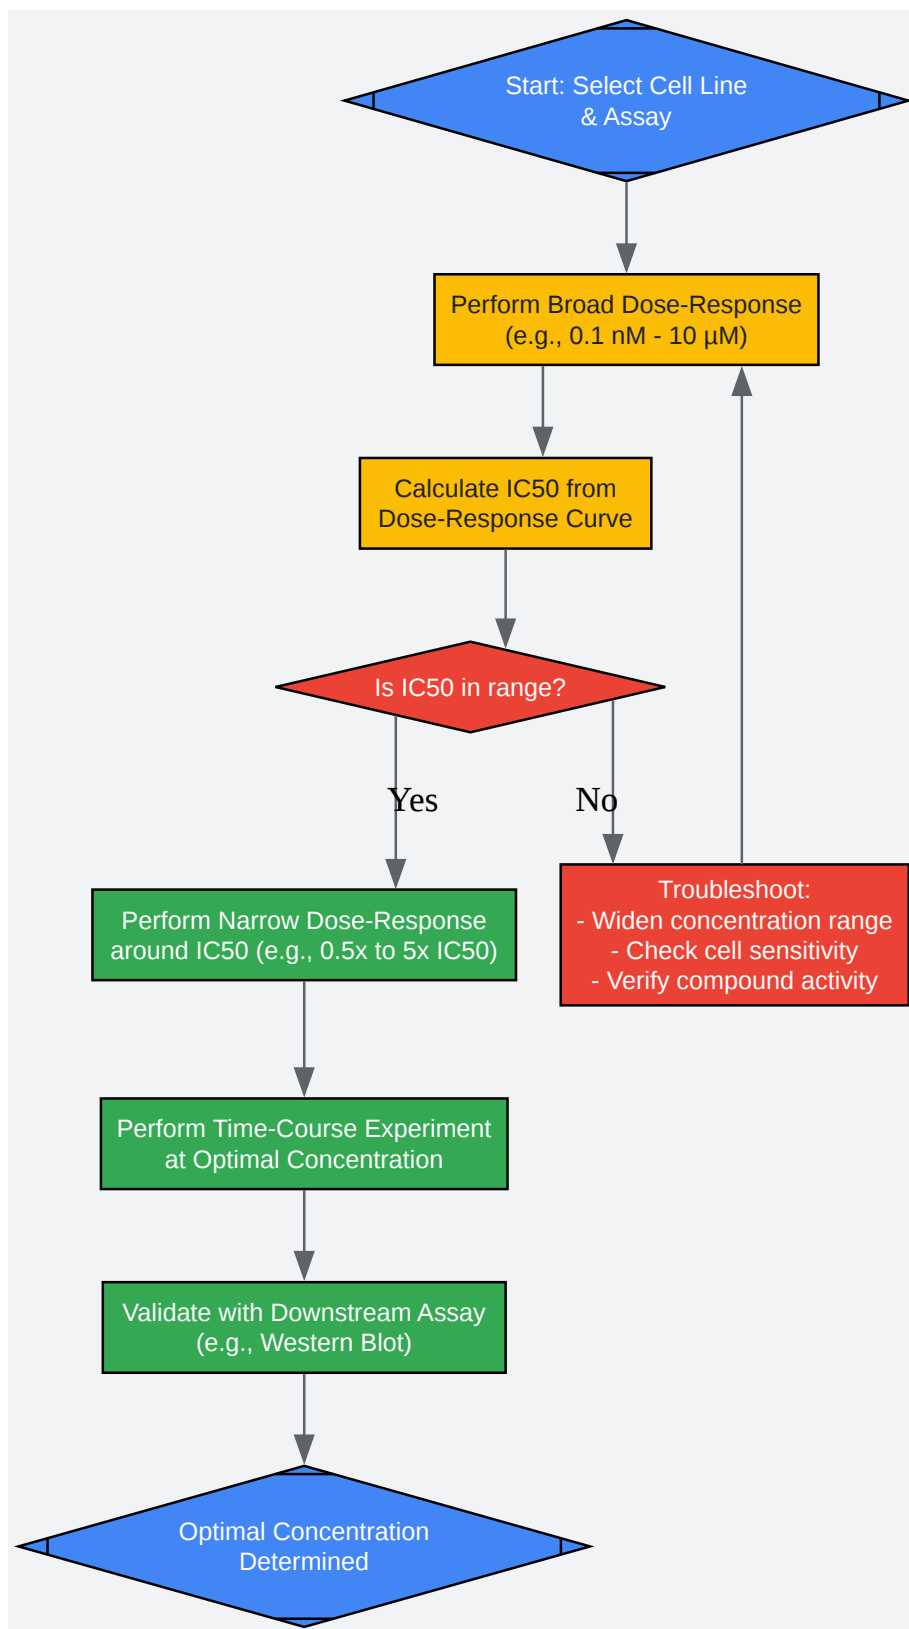 Start: Select Cell Line
& Assay
Perform Broad Dose-Response
(e.g., 0.1 nM - 10 µM)
Calculate IC50 from
Dose-Response Curve
Is IC50 in range?
Yes
No
Troubleshoot:
- Widen concentration range
- Check cell sensitivity
- Verify compound activity
Perform Narrow Dose-Response
around IC50 (e.g., 0.5x to 5x IC50)
Perform Time-Course Experiment
at Optimal Concentration
Validate with Downstream Assay
(e.g., Western Blot)
Optimal Concentration
Determined